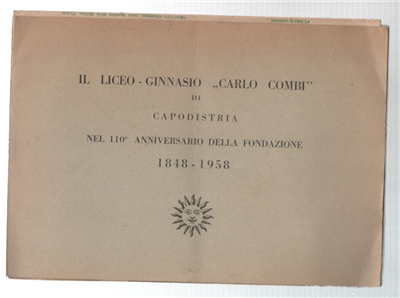 IL LICEO - GINNASIO „CARLO COMBI”
DI
CAPODISTRIA
NEL 110° ANNIVERSARIO DELLA FONDAZIONE
1848 - 1958